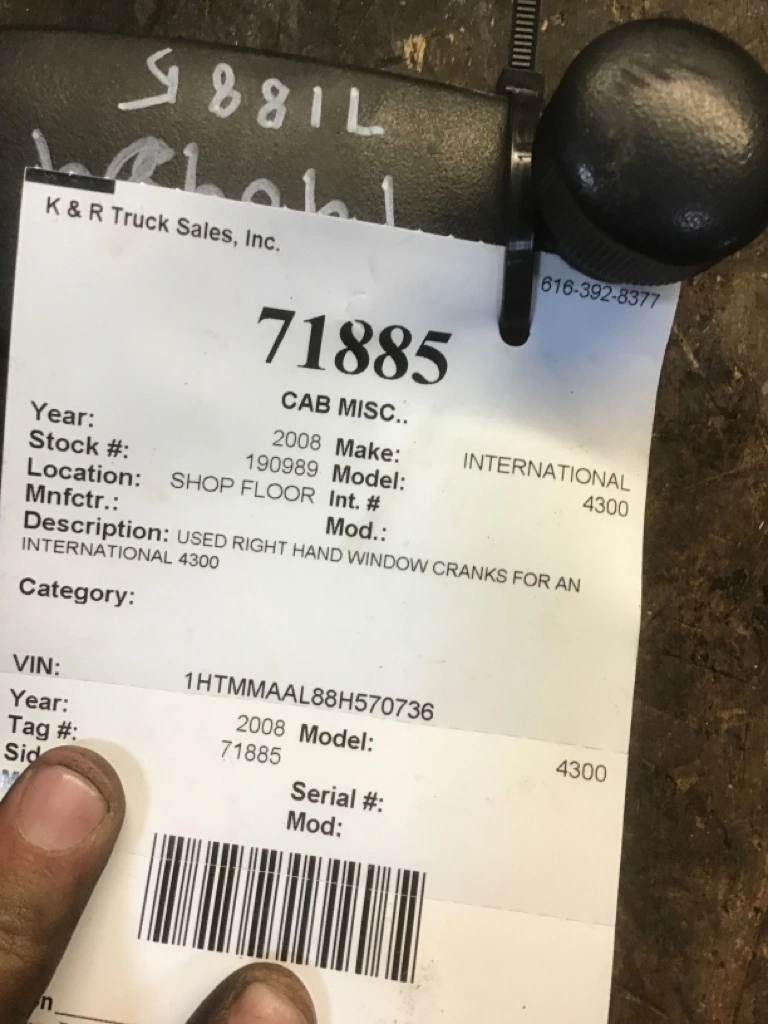 71885
K & R Truck Sales, Inc.
616-392-8377
71885
CAB MISC..
Year: 2008 Make: INTERNATIONAL
Stock #: 190989 Model: 4300
Location: SHOP FLOOR Int. #
Mnfctr.: Mod.:
Description: USED RIGHT HAND WINDOW CRANKS FOR AN
INTERNATIONAL 4300
Category:
VIN: 1HTMMAAL88H570736
Year: 2008 Model: 4300
Tag #: 71885
Serial #:
Mod: